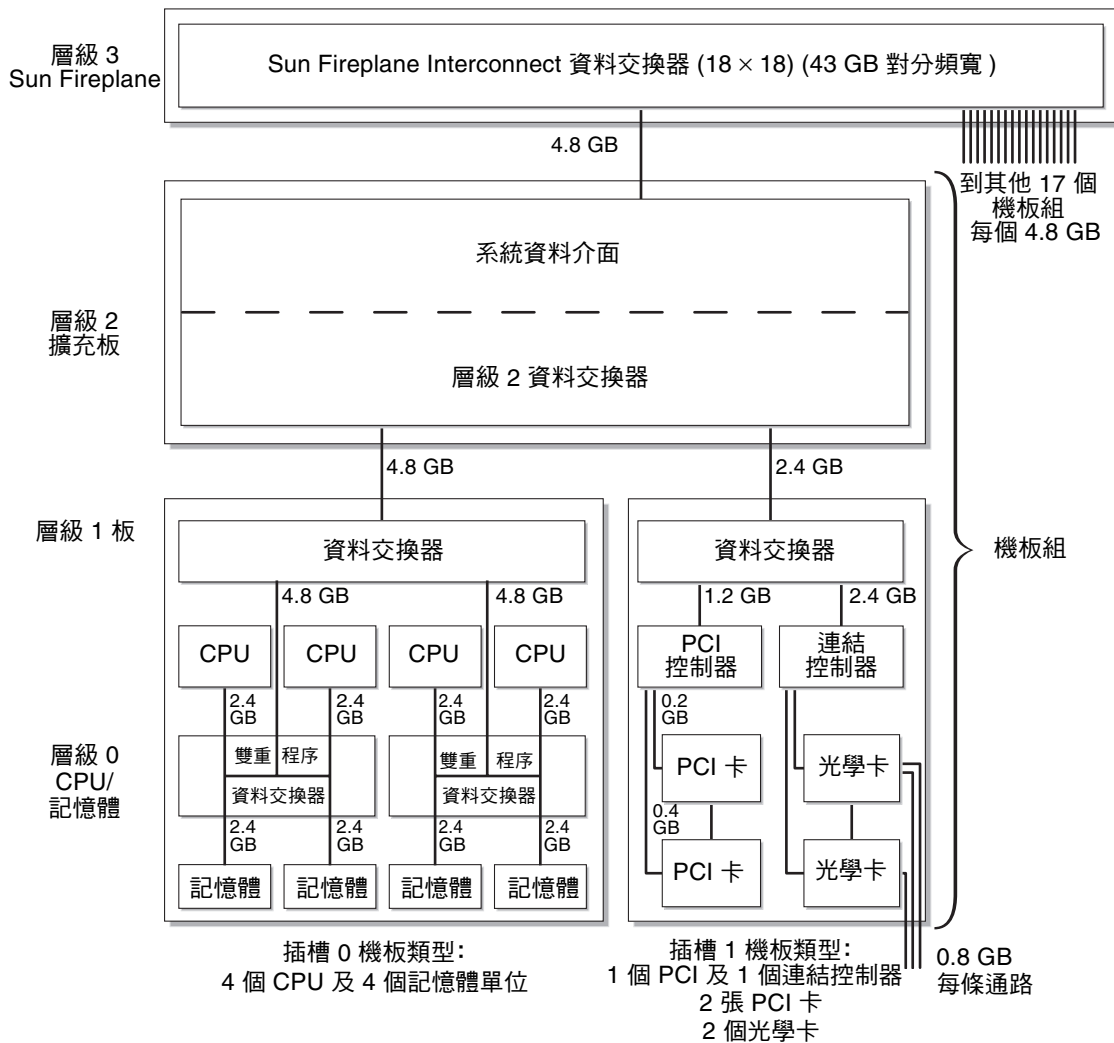 層級 3
Sun Fireplane
Sun Fireplane Interconnect 資料交換器 (18 × 18) (43 GB 對分頻寬 )
4.8 GB
到其他 17 個
機板組
每個 4.8 GB
系統資料介面
層級 2
擴充板
層級 2 資料交換器
4.8 GB
2.4 GB
層級 1 板
資料交換器
資料交換器
機板組
4.8 GB
4.8 GB
1.2 GB
2.4 GB
CPU
CPU
CPU
CPU
PCI
控制器
連結
控制器
2.4
GB
2.4
GB
2.4
GB
2.4
GB
0.2
GB
層級 0
CPU/
記憶體
雙重 程序
資料交換器
雙重 程序
資料交換器
PCI 卡
光學卡
2.4
GB
2.4
GB
2.4
GB
2.4
GB
0.4
GB
記憶體
記憶體
記憶體
記憶體
PCI 卡
光學卡
插槽 0 機板類型：
4 個 CPU 及 4 個記憶體單位
插槽 1 機板類型：
1 個 PCI 及 1 個連結控制器
2 張 PCI 卡
2 個光學卡
0.8 GB
每條通路